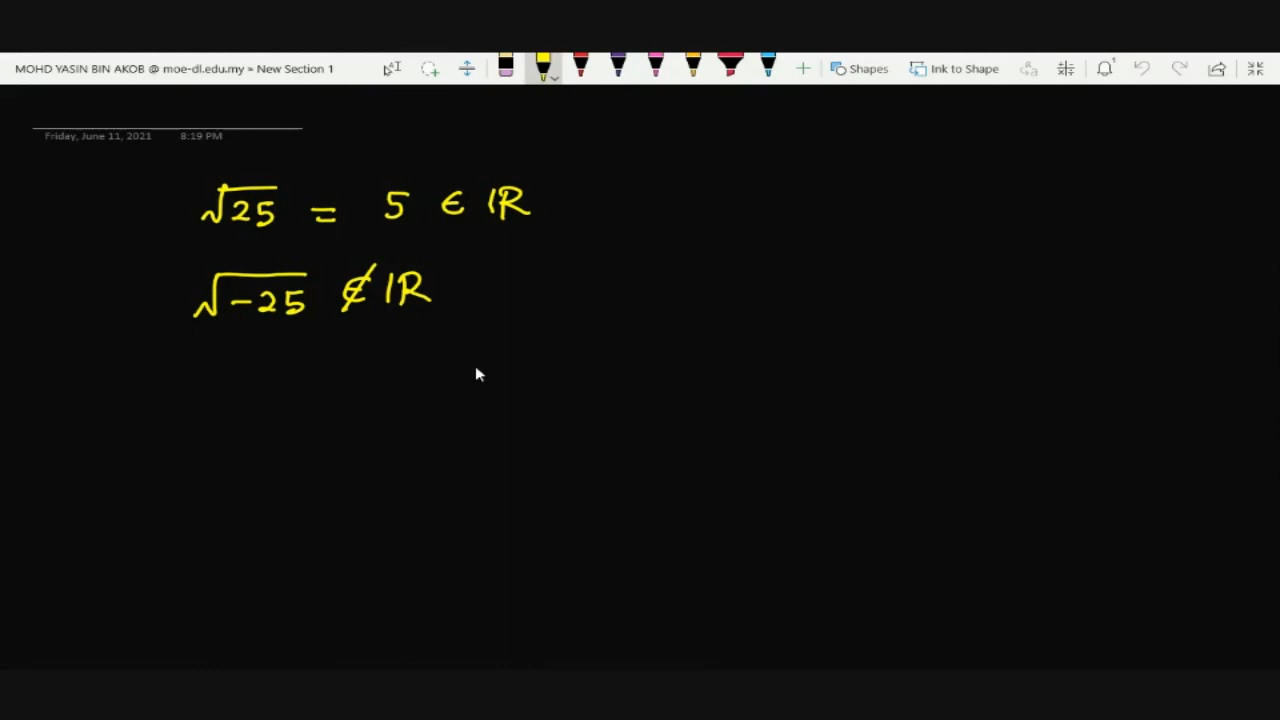 MOHD YASIN BIN AKOB @ moe-dl.edu.my » New Section 1
Shapes
Ink to Shape
Friday, June 11, 2021 8:19 PM
√25 = 5 ∈ ℝ
√-25 ∉ ℝ